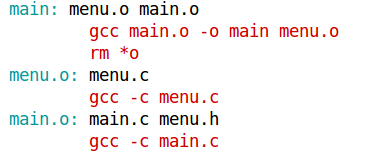 main: menu.o main.o
gcc main.o -o main menu.o
rm *o
menu.o: menu.c
gcc -c menu.c
main.o: main.c menu.h
gcc -c main.c